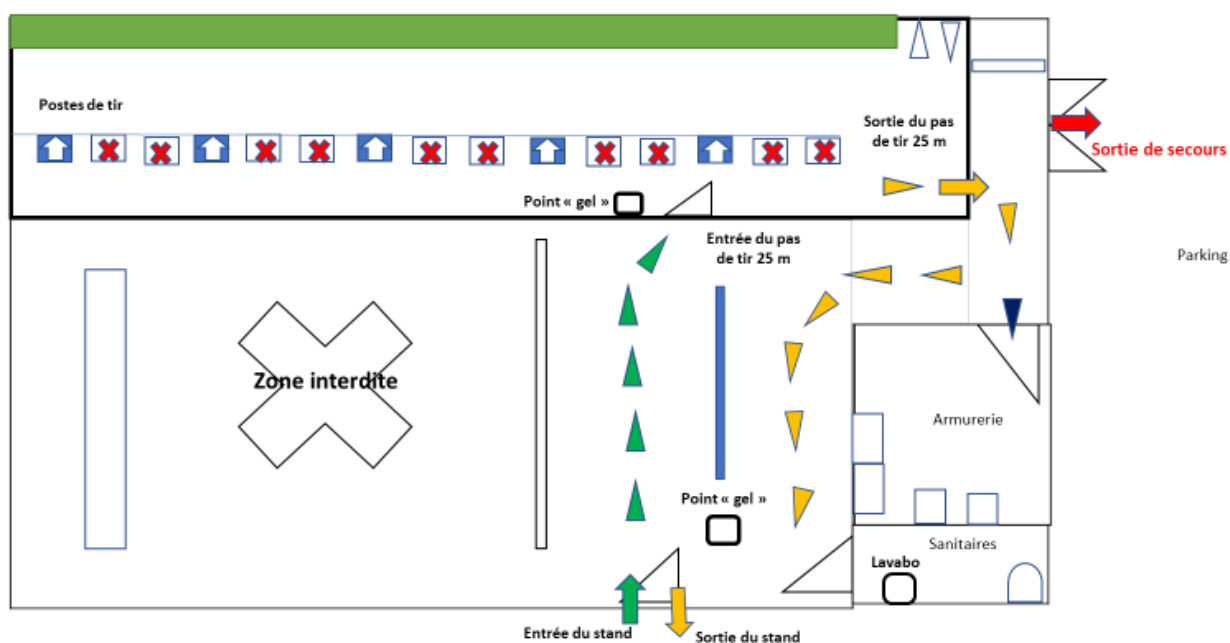 Postes de tir
Sortie du pas
de tir 25 m
Sortie de secours
Point « gel »
Entrée du pas
de tir 25 m
Parking
Zone interdite
Armurerie
Point « gel »
Sanitaires
Lavabo
Entrée du stand
Sortie du stand